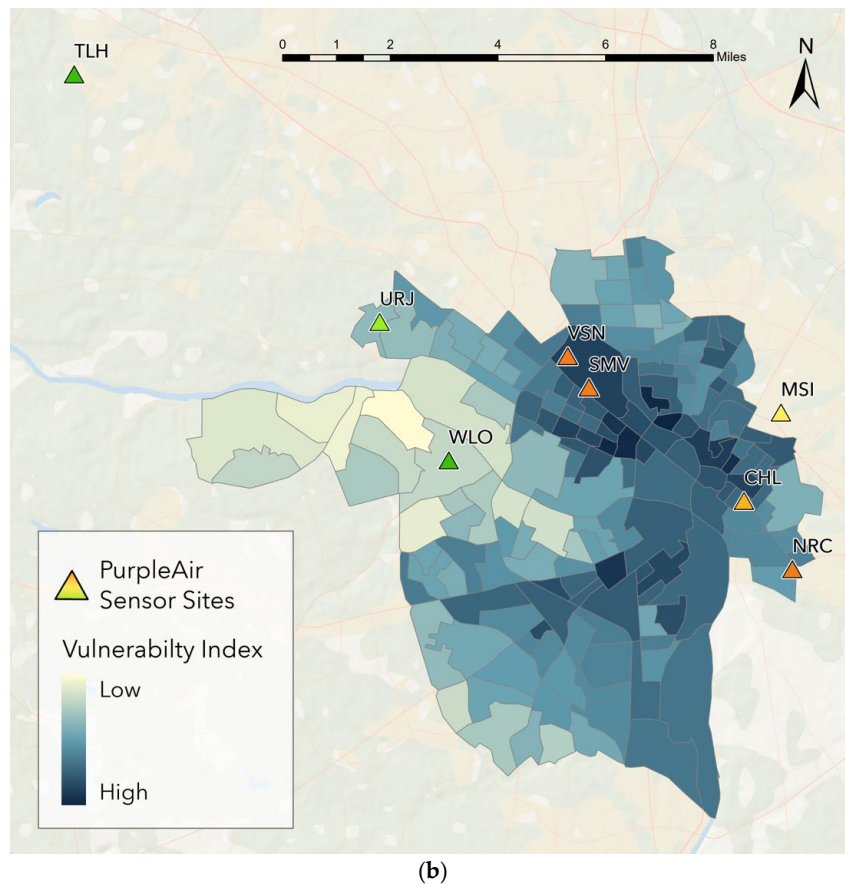 TLH
0 1 2 4 6 8
Miles
N
URJ
VSN
SMV
MSI
WLO
CHL
NRC
PurpleAir
Sensor Sites
Vulnerabilty Index
Low
High
(b)